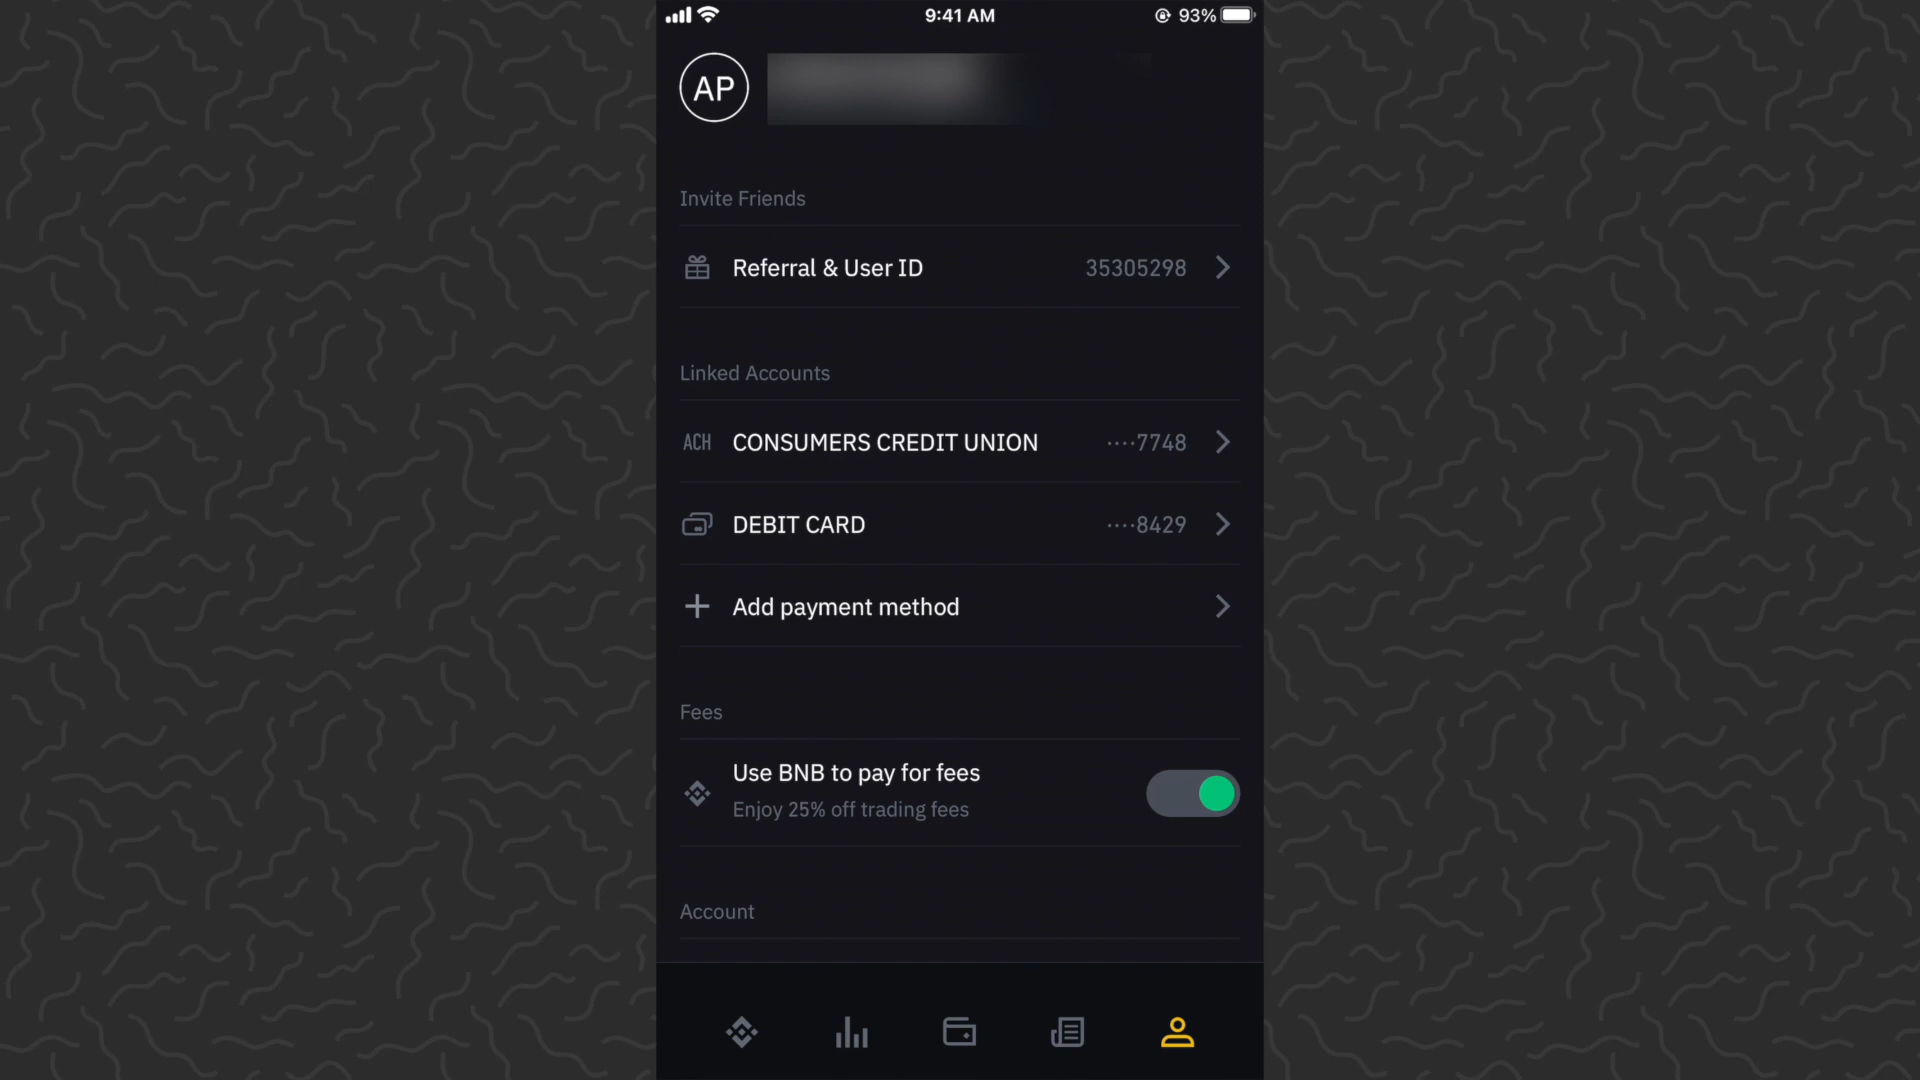 9:41 AM
93%
AP
Invite Friends
Referral & User ID 35305298
Linked Accounts
ACH CONSUMERS CREDIT UNION ····7748
DEBIT CARD ····8429
Add payment method
Fees
Use BNB to pay for fees
Enjoy 25% off trading fees
Account